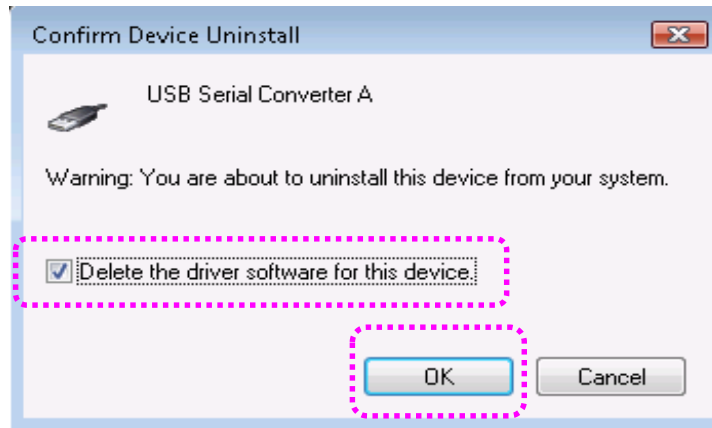 Confirm Device Uninstall
USB Serial Converter A
Warning: You are about to uninstall this device from your system.
Delete the driver software for this device.
OK Cancel